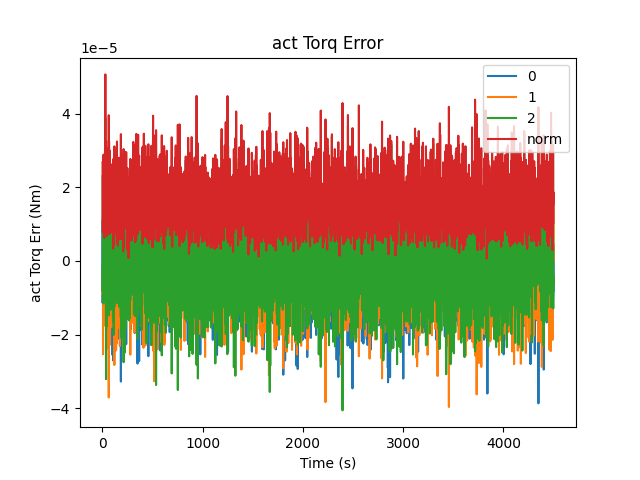 act Torq Error
1e−5
4
2
0
−2
−4
act Torq Err (Nm)
0
1
2
norm
0 1000 2000 3000 4000
Time (s)